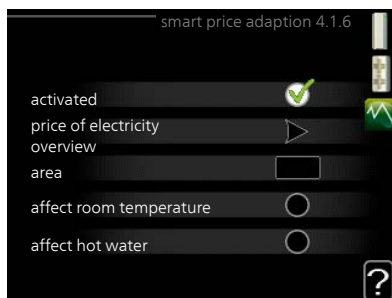 smart price adaption 4.1.6
activated
price of electricity
overview
area
affect room temperature
affect hot water
?